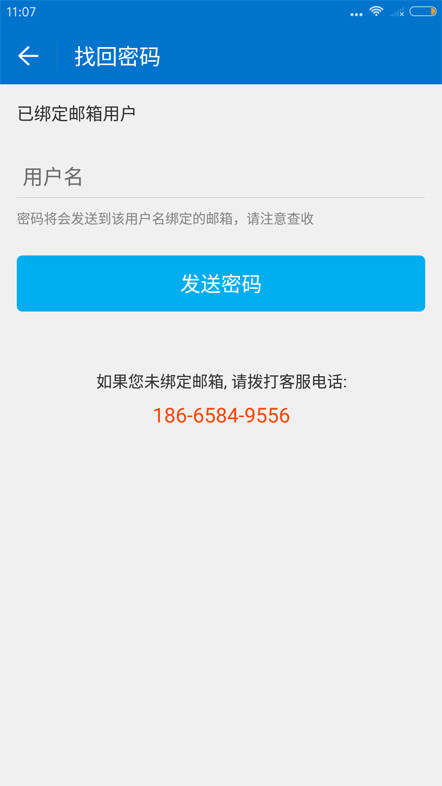 11:07
找回密码
已绑定邮箱用户
用户名
密码将会发送到该用户名绑定的邮箱，请注意查收
发送密码
如果您未绑定邮箱, 请拨打客服电话:
186-6584-9556